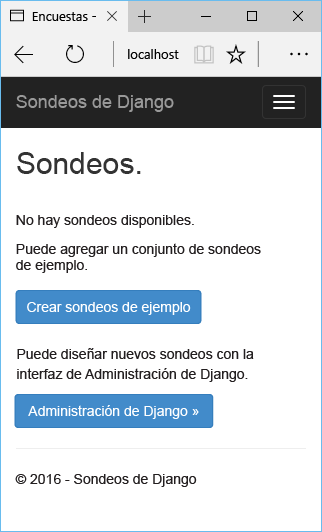 Encuestas -
localhost
Sondeos de Django
Sondeos.
No hay sondeos disponibles.
Puede agregar un conjunto de sondeos
de ejemplo.
Crear sondeos de ejemplo
Puede diseñar nuevos sondeos con la
interfaz de Administración de Django.
Administración de Django »
© 2016 - Sondeos de Django